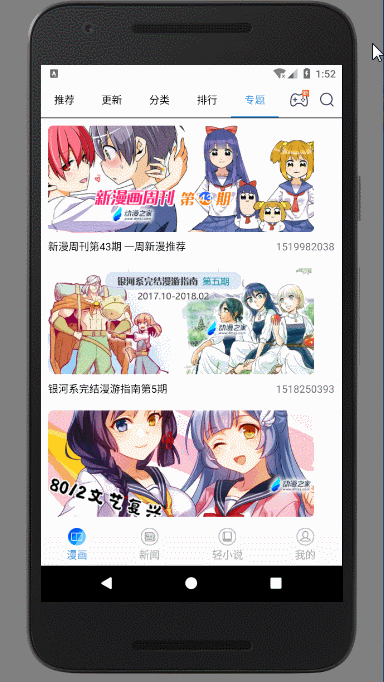 1:52
推荐 更新 分类 排行 专题
新漫画周刊 第43期
动漫之家
新漫周刊第43期 一周新漫推荐 1519982038
银河系完结漫游指南 第五期
2017.10-2018.02
动漫之家
银河系完结漫游指南第5期 1518250393
动漫之家
80/2文艺复兴
漫画 新闻 轻小说 我的